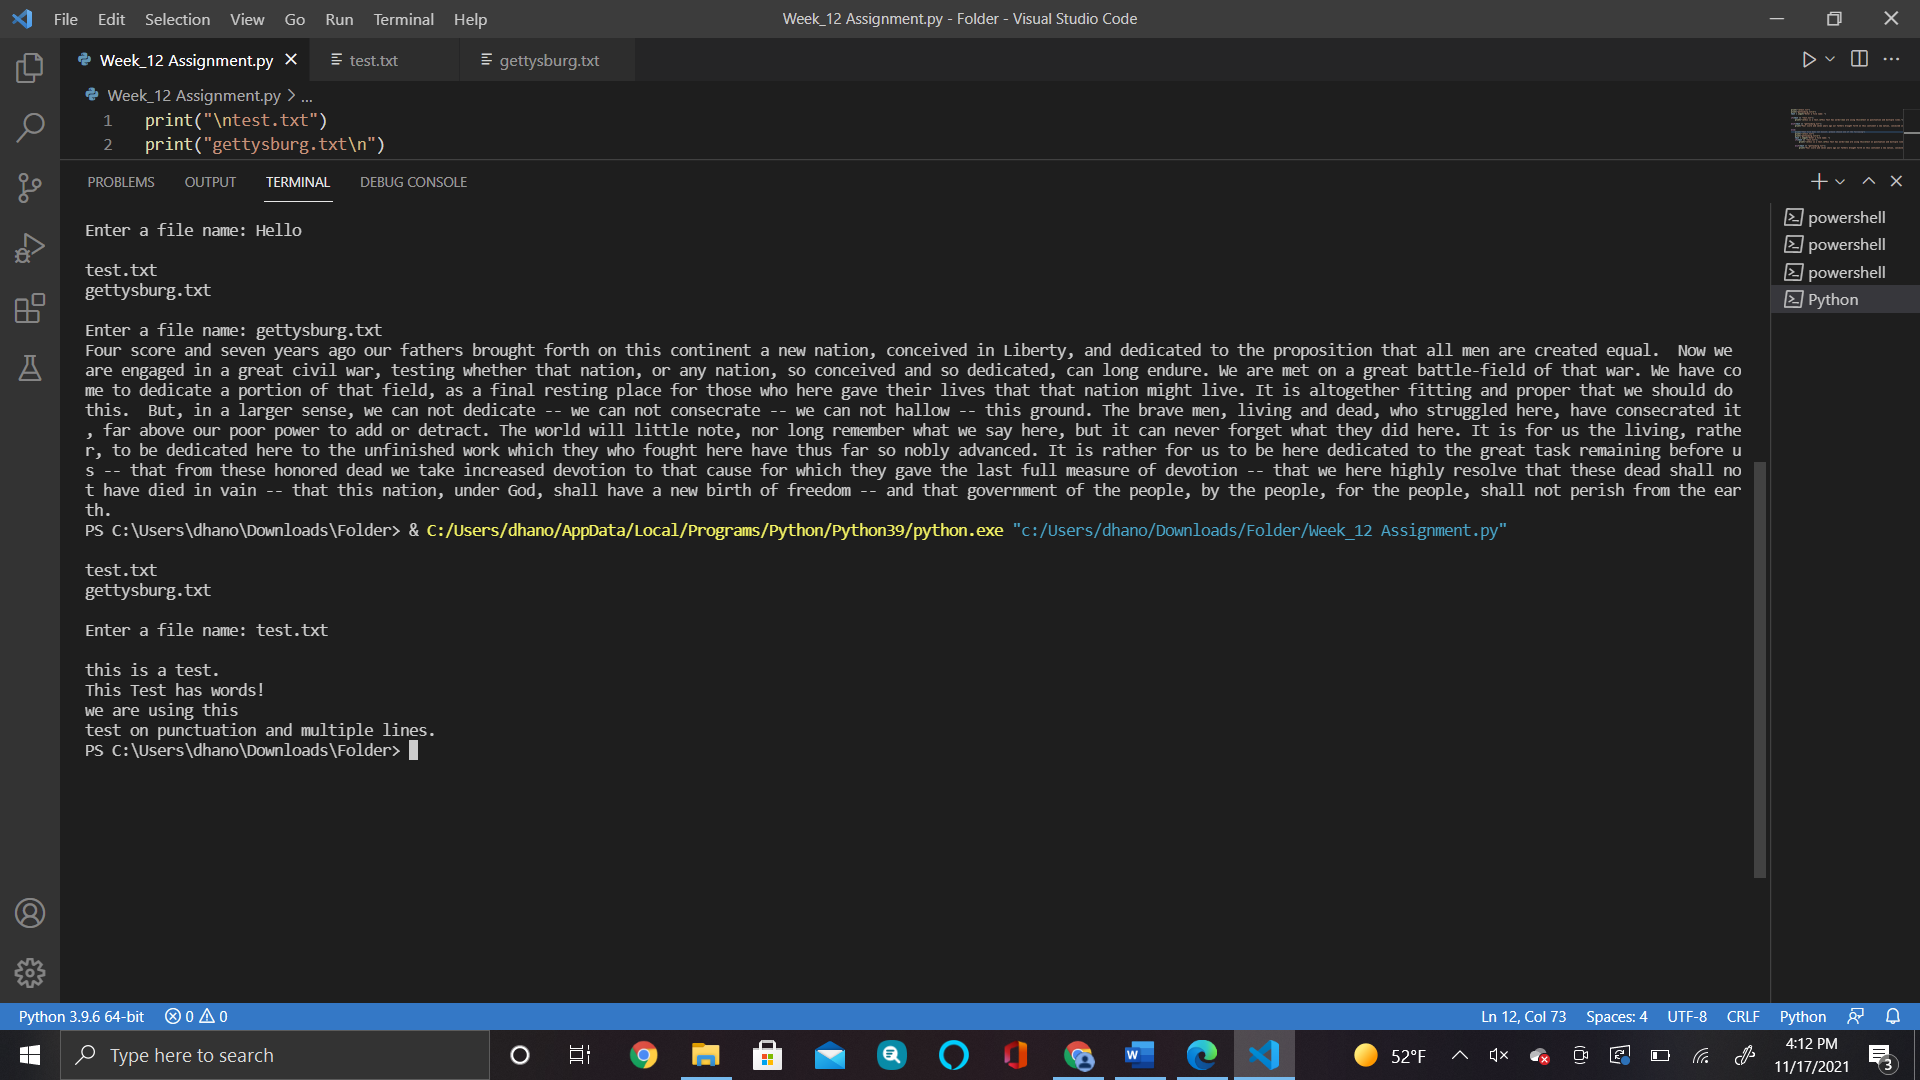 File Edit Selection View Go Run Terminal Help
Week_12 Assignment.py - Folder - Visual Studio Code
Week_12 Assignment.py
test.txt
gettysburg.txt
Week_12 Assignment.py > ...
1 print("\ntest.txt")
2 print("gettysburg.txt\n")
PROBLEMS OUTPUT TERMINAL DEBUG CONSOLE
powershell
powershell
powershell
Python
Enter a file name: Hello
test.txt
gettysburg.txt
Enter a file name: gettysburg.txt
Four score and seven years ago our fathers brought forth on this continent a new nation, conceived in Liberty, and dedicated to the proposition that all men are created equal.  Now we
are engaged in a great civil war, testing whether that nation, or any nation, so conceived and so dedicated, can long endure. We are met on a great battle-field of that war. We have co
me to dedicate a portion of that field, as a final resting place for those who here gave their lives that that nation might live. It is altogether fitting and proper that we should do
this.  But, in a larger sense, we can not dedicate -- we can not consecrate -- we can not hallow -- this ground. The brave men, living and dead, who struggled here, have consecrated it
, far above our poor power to add or detract. The world will little note, nor long remember what we say here, but it can never forget what they did here. It is for us the living, rathe
r, to be dedicated here to the unfinished work which they who fought here have thus far so nobly advanced. It is rather for us to be here dedicated to the great task remaining before u
s -- that from these honored dead we take increased devotion to that cause for which they gave the last full measure of devotion -- that we here highly resolve that these dead shall no
t have died in vain -- that this nation, under God, shall have a new birth of freedom -- and that government of the people, by the people, for the people, shall not perish from the ear
th.
PS C:\Users\dhano\Downloads\Folder> & C:/Users/dhano/AppData/Local/Programs/Python/Python39/python.exe "c:/Users/dhano/Downloads/Folder/Week_12 Assignment.py"
test.txt
gettysburg.txt
Enter a file name: test.txt
this is a test.
This Test has words!
we are using this
test on punctuation and multiple lines.
PS C:\Users\dhano\Downloads\Folder>
Python 3.9.6 64-bit 0 0
Ln 12, Col 73 Spaces: 4 UTF-8 CRLF Python
Type here to search
52°F
4:12 PM
11/17/2021
3